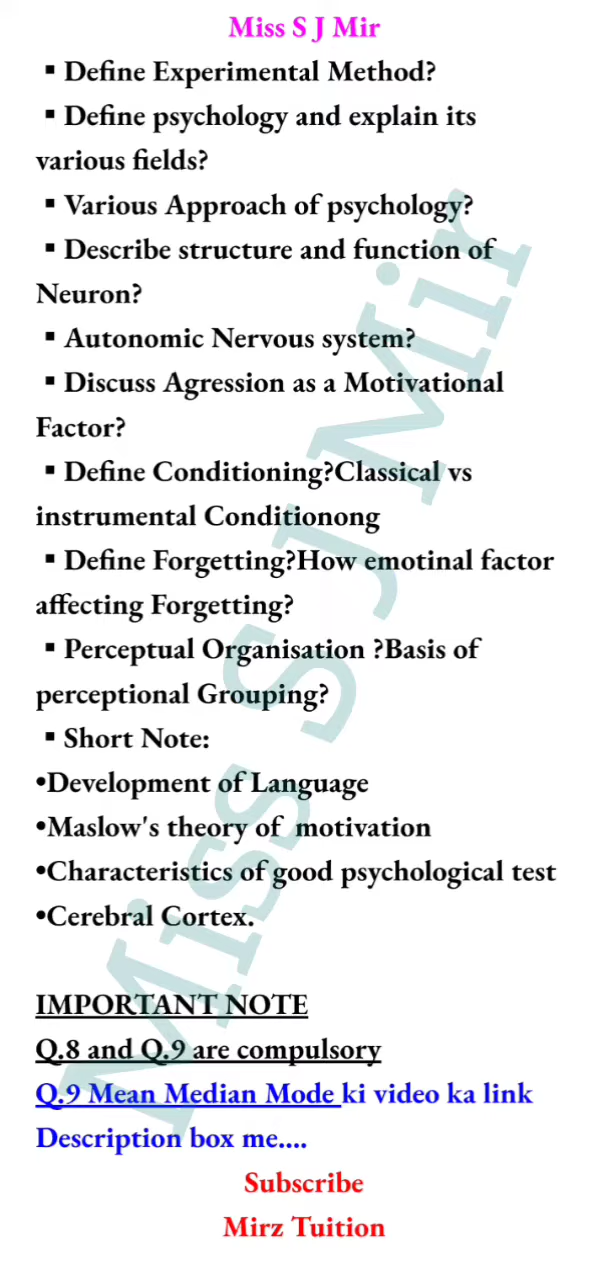 Miss S J Mir
▪ Define Experimental Method?
▪ Define psychology and explain its
various fields?
▪ Various Approach of psychology?
▪ Describe structure and function of
Neuron?
▪ Autonomic Nervous system?
▪ Discuss Agression as a Motivational
Factor?
▪ Define Conditioning?Classical vs
instrumental Conditionong
▪ Define Forgetting?How emotinal factor
affecting Forgetting?
▪ Perceptual Organisation ?Basis of
perceptional Grouping?
▪ Short Note:
•Development of Language
•Maslow's theory of motivation
•Characteristics of good psychological test
•Cerebral Cortex.
IMPORTANT NOTE
Q.8 and Q.9 are compulsory
Q.9 Mean Median Mode ki video ka link
Description box me....
Subscribe
Mirz Tuition
Miss S J Mir